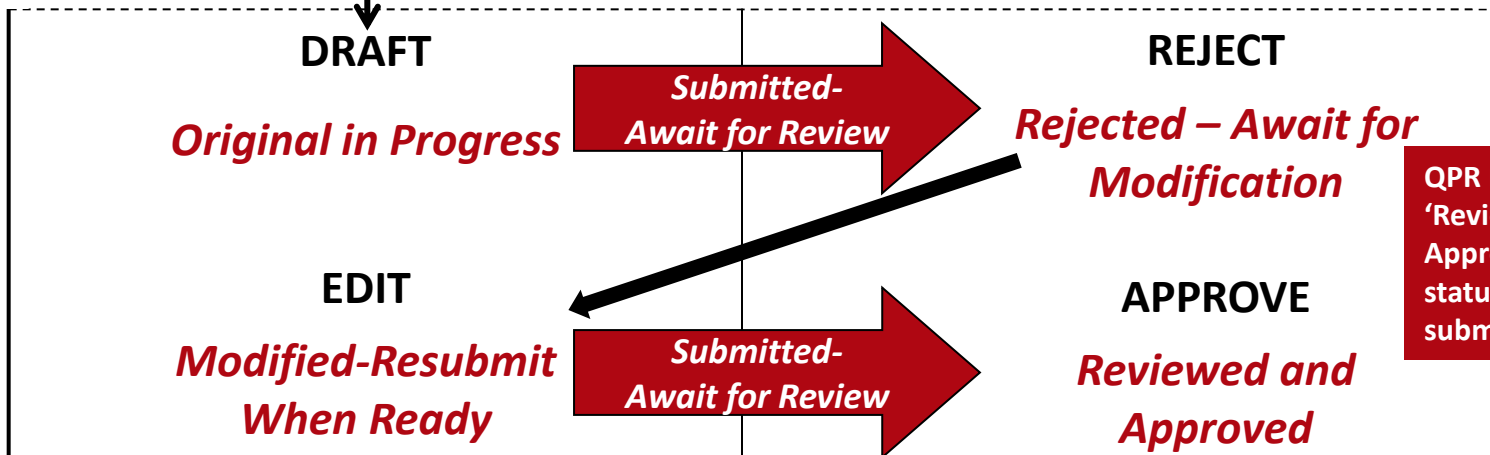 DRAFT
Original in Progress
Submitted-
Await for Review
REJECT
Rejected – Await for
Modification
QPR
EDIT
Modified-Resubmit
When Ready
Submitted-
Await for Review
APPROVE
Reviewed and
Approved